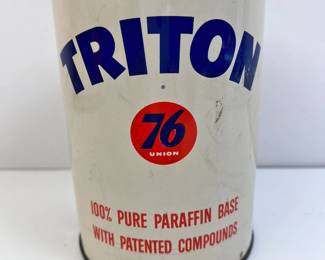 TRITON
76
UNION
100% PURE PARAFFIN BASE
WITH PATENTED COMPOUNDS